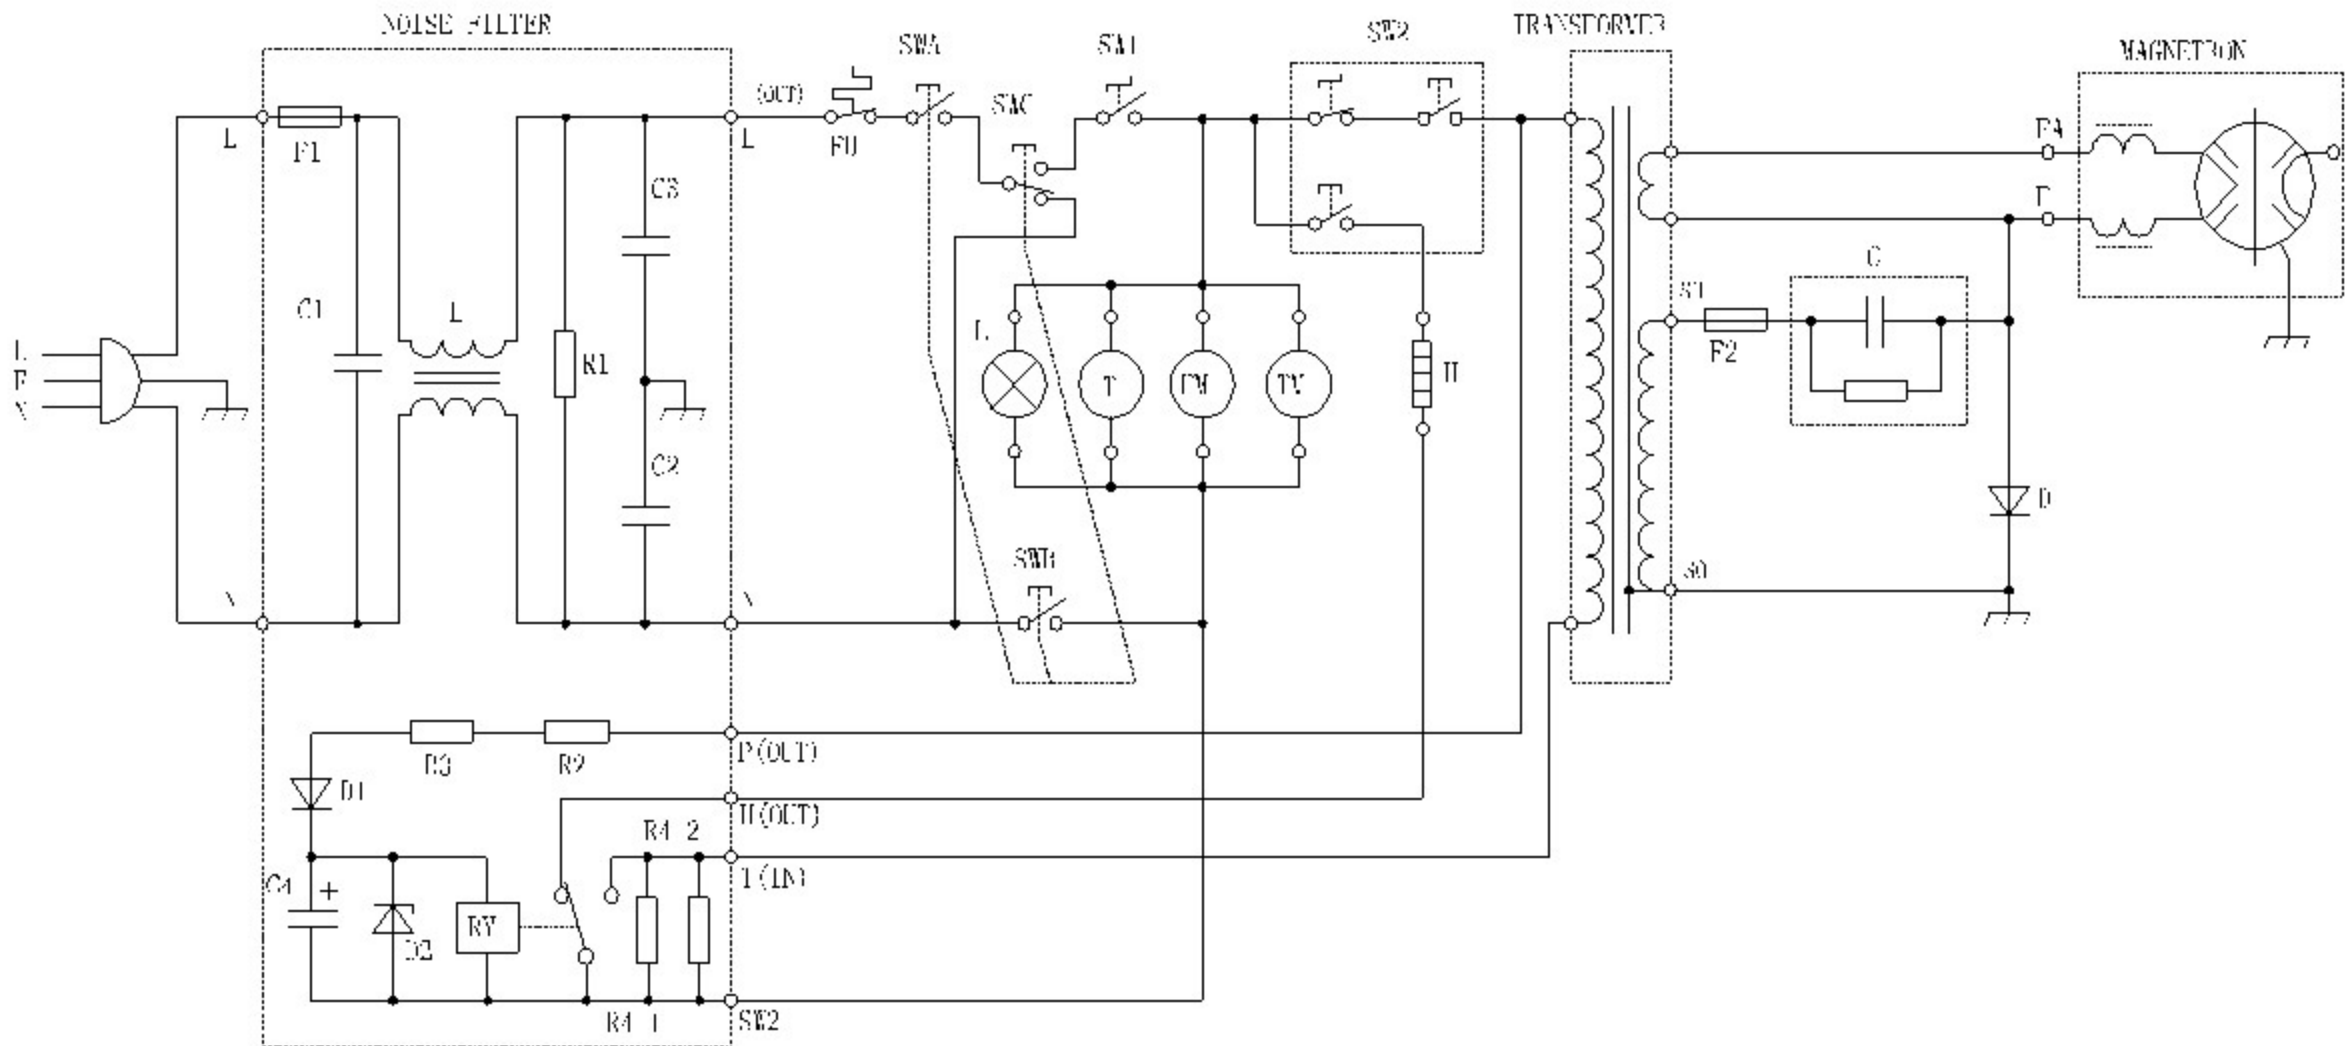 NOISE FILTER
SWA
SW1
SW2
TRANSFORMER
MAGNETRON
(OUT)
SWC
L
F1
L
FU
FA
C3
F
C
S1
C1
L
R1
L
F2
L
E
N
T
FM
TM
H
C2
D
SWB
S0
N
N
P(OUT)
R3
R2
D1
H(OUT)
R4 2
T(IN)
C4 +
RY
D2
R4 1
SW2